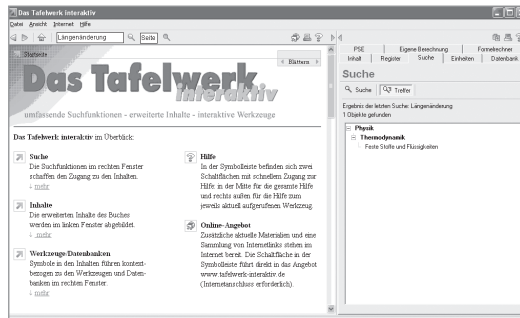 Das Tafelwerk interaktiv
Datei Ansicht Internet Hilfe
Längenänderung Seite
Startseite
Blättern
Das Tafelwerk
interaktiv
umfassende Suchfunktionen - erweiterte Inhalte - interaktive Werkzeuge
Das Tafelwerk interaktiv im Überblick:
Suche
Die Suchfunktionen im rechten Fenster
schaffen den Zugang zu den Inhalten.
↓ mehr
Inhalte
Die erweiterten Inhalte des Buches
werden im linken Fenster abgebildet.
↓ mehr
Werkzeuge/Datenbanken
Symbole in den Inhalten führen kontext-
bezogen zu den Werkzeugen und Daten-
banken im rechten Fenster.
↓ mehr
Hilfe
In der Symbolleiste befinden sich zwei
Schaltflächen mit schnellem Zugang zur
Hilfe: in der Mitte für die gesamte Hilfe
und rechts außen für die Hilfe zum
jeweils aktuell aufgerufenen Werkzeug.
Online-Angebot
Zusätzliche aktuelle Materialien und eine
Sammlung von Internetlinks stehen im
Internet bereit. Die Schaltfläche in der
Symbolleiste führt direkt in das Angebot
www.tafelwerk-interaktiv.de
(Internetanschluss erforderlich).
PSE Eigene Berechnung Formelrechner
Inhalt Register Suche Einheiten Datenbank
Suche
Suche Treffer
Ergebnis der letzten Suche: Längenänderung
1 Objekte gefunden
Physik
Thermodynamik
Feste Stoffe und Flüssigkeiten